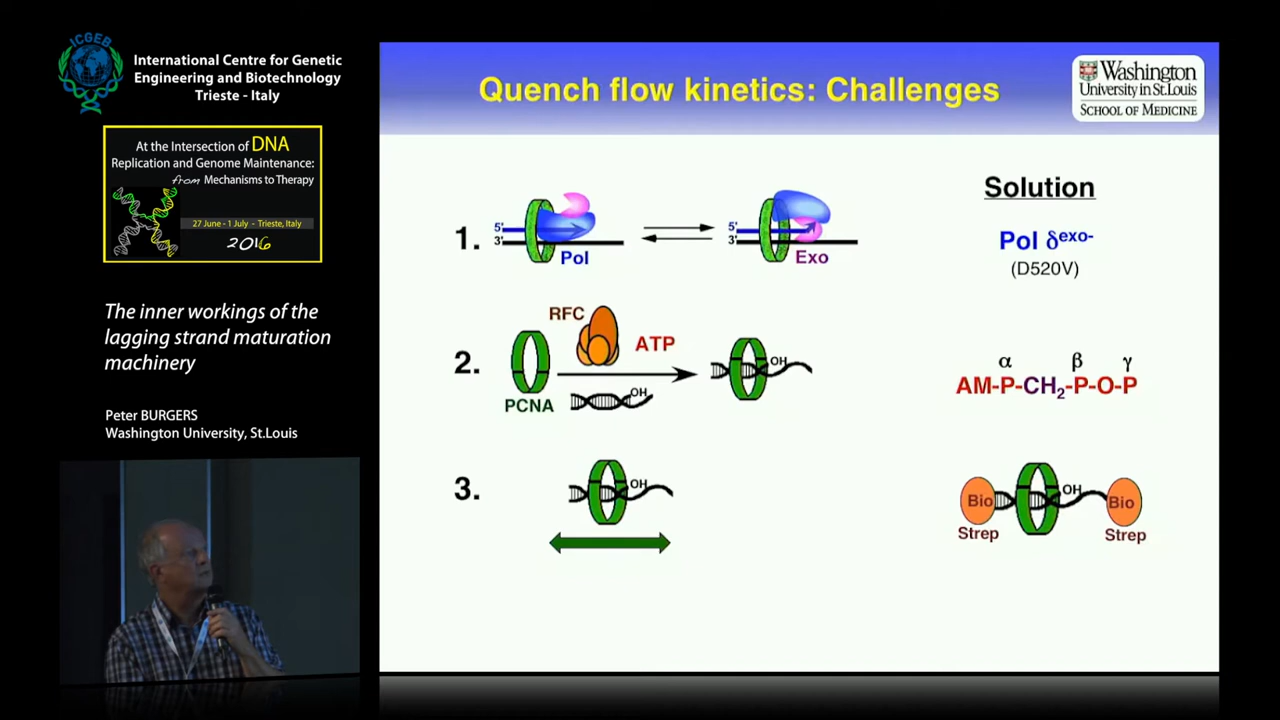 ICGEB
International Centre for Genetic
Engineering and Biotechnology
Trieste - Italy
At the Intersection of DNA
Replication and Genome Maintenance:
from Mechanisms to Therapy
27 June - 1 July - Trieste, Italy
2016
The inner workings of the
lagging strand maturation
machinery
Peter BURGERS
Washington University, St.Louis
Quench flow kinetics: Challenges
Washington
University in St. Louis
SCHOOL OF MEDICINE
Solution
1.
5'
3'
Pol
5'
3'
Exo
Pol δexo-
(D520V)
2.
RFC
ATP
PCNA
OH
OH
α β γ
AM-P-CH2-P-O-P
3.
OH
Bio
OH
Bio
Strep
Strep